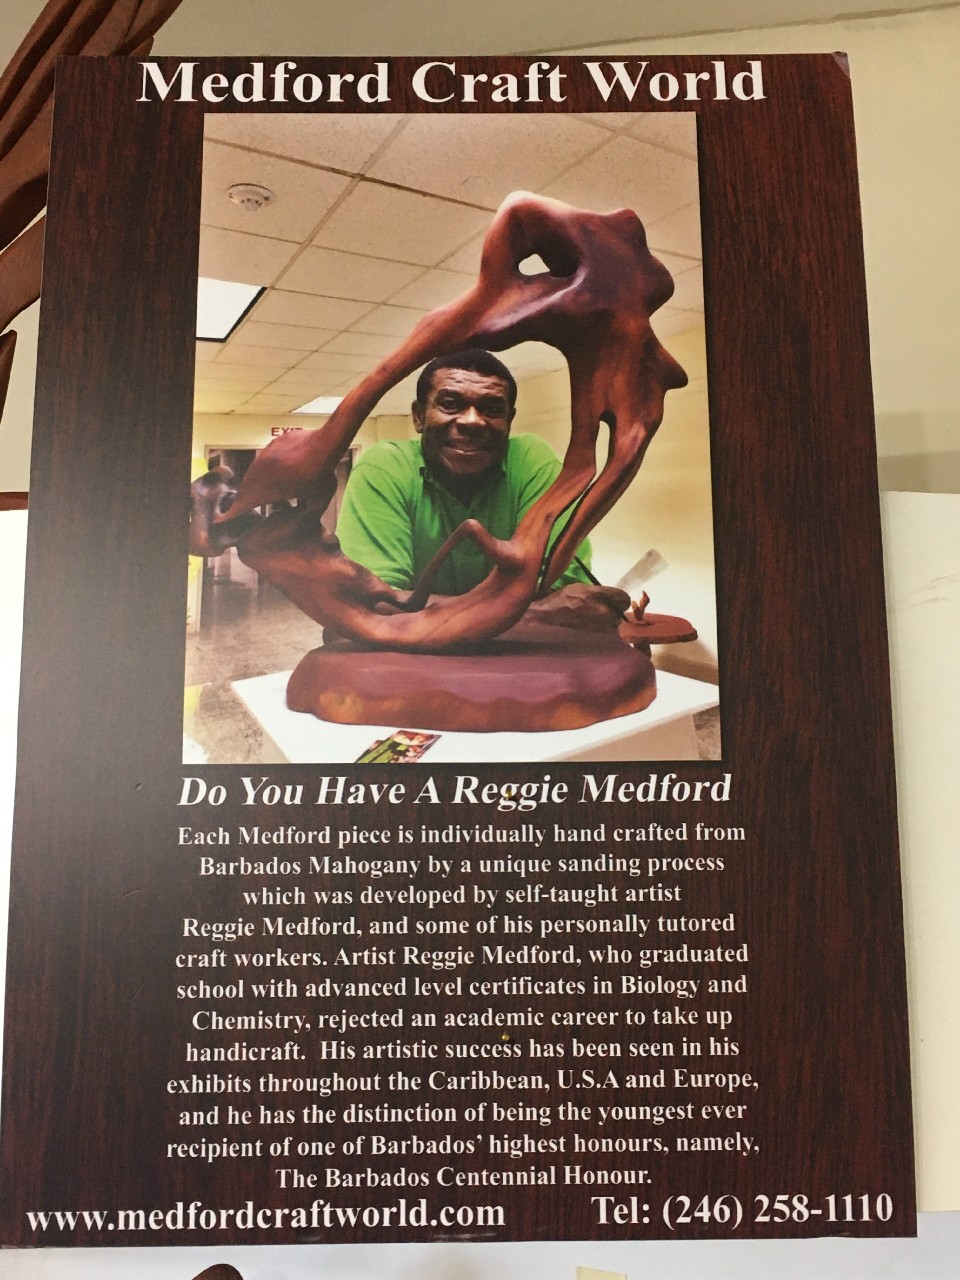 Medford Craft World
EXIT
Do You Have A Reggie Medford
Each Medford piece is individually hand crafted from
Barbados Mahogany by a unique sanding process
which was developed by self-taught artist
Reggie Medford, and some of his personally tutored
craft workers. Artist Reggie Medford, who graduated
school with advanced level certificates in Biology and
Chemistry, rejected an academic career to take up
handicraft. His artistic success has been seen in his
exhibits throughout the Caribbean, U.S.A and Europe,
and he has the distinction of being the youngest ever
recipient of one of Barbados’ highest honours, namely,
The Barbados Centennial Honour.
www.medfordcraftworld.com Tel: (246) 258-1110